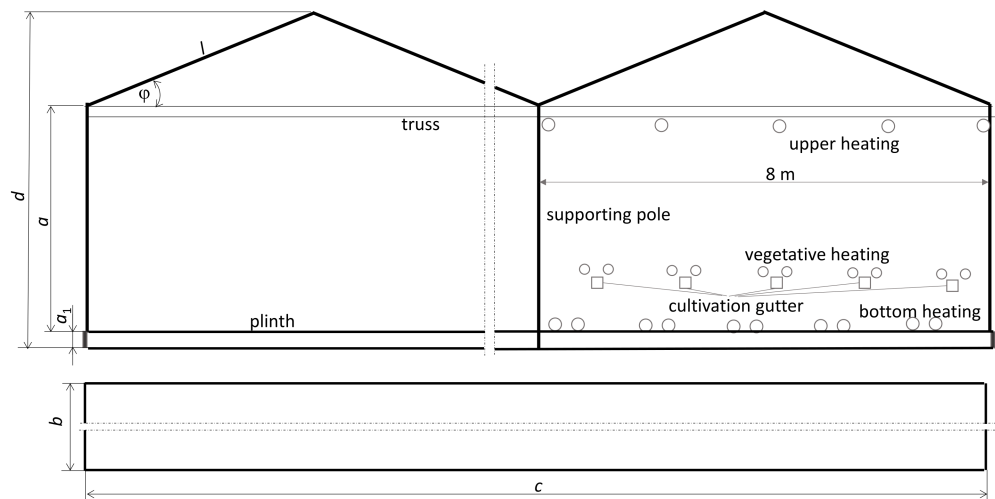 l
φ
truss
upper heating
d
a
8 m
supporting pole
vegetative heating
cultivation gutter
a1
plinth
bottom heating
b
c